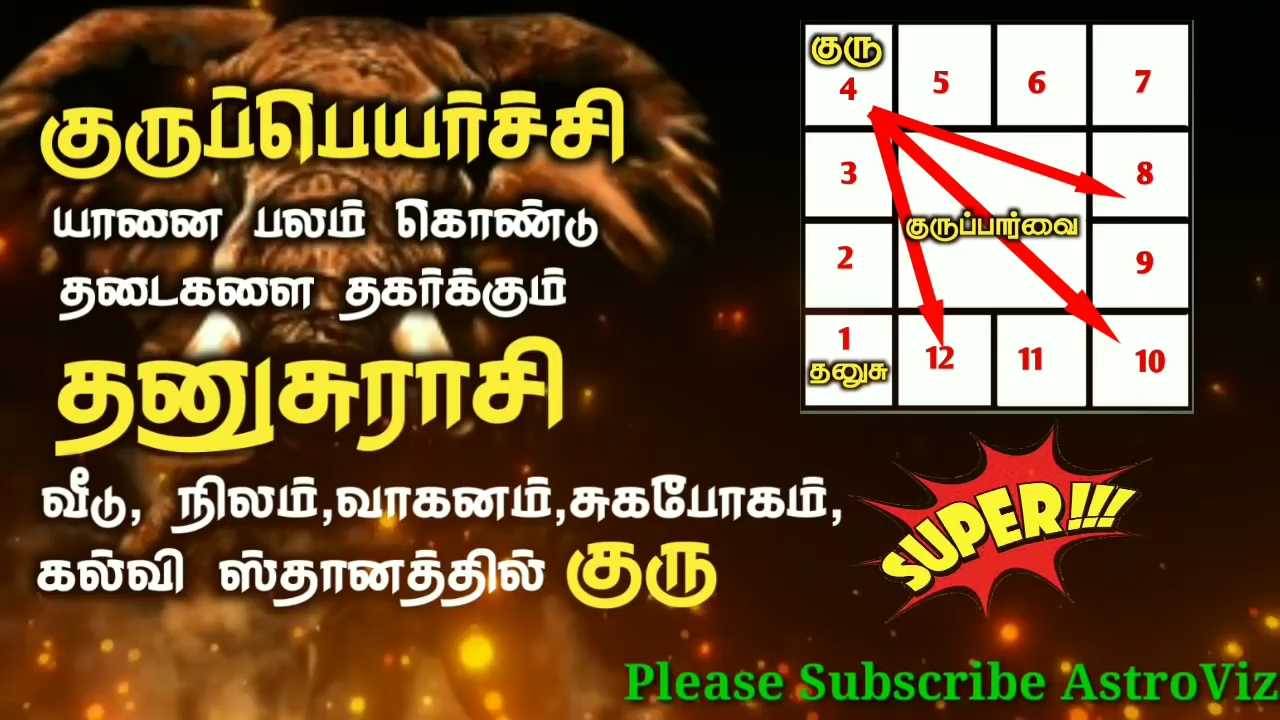 குருப்பெயர்ச்சி
யானை பலம் கொண்டு
தடைகளை தகர்க்கும்
தனுசுராசி
வீடு, நிலம்,வாகனம்,சுகபோகம்,
கல்வி ஸ்தானத்தில் குரு
குரு
4 5 6 7
3 8
குருப்பார்வை
2 9
1 12 11 10
தனுசு
SUPER!!!
Please Subscribe AstroViz